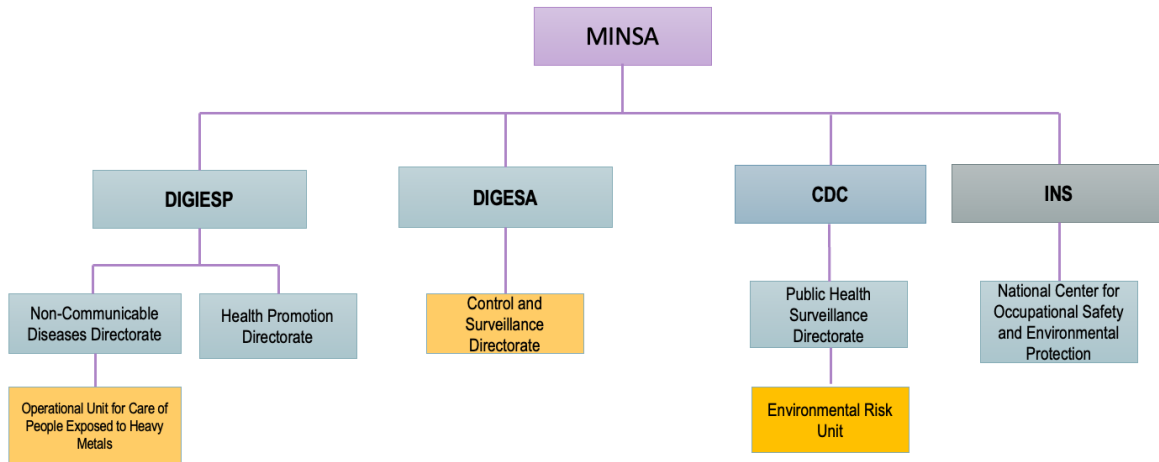 MINSA
DIGIESP
DIGESA
CDC
INS
Non-Communicable
Diseases Directorate
Health Promotion
Directorate
Control and
Surveillance
Directorate
Public Health
Surveillance
Directorate
National Center for
Occupational Safety
and Environmental
Protection
Operational Unit for Care of
People Exposed to Heavy
Metals
Environmental Risk
Unit